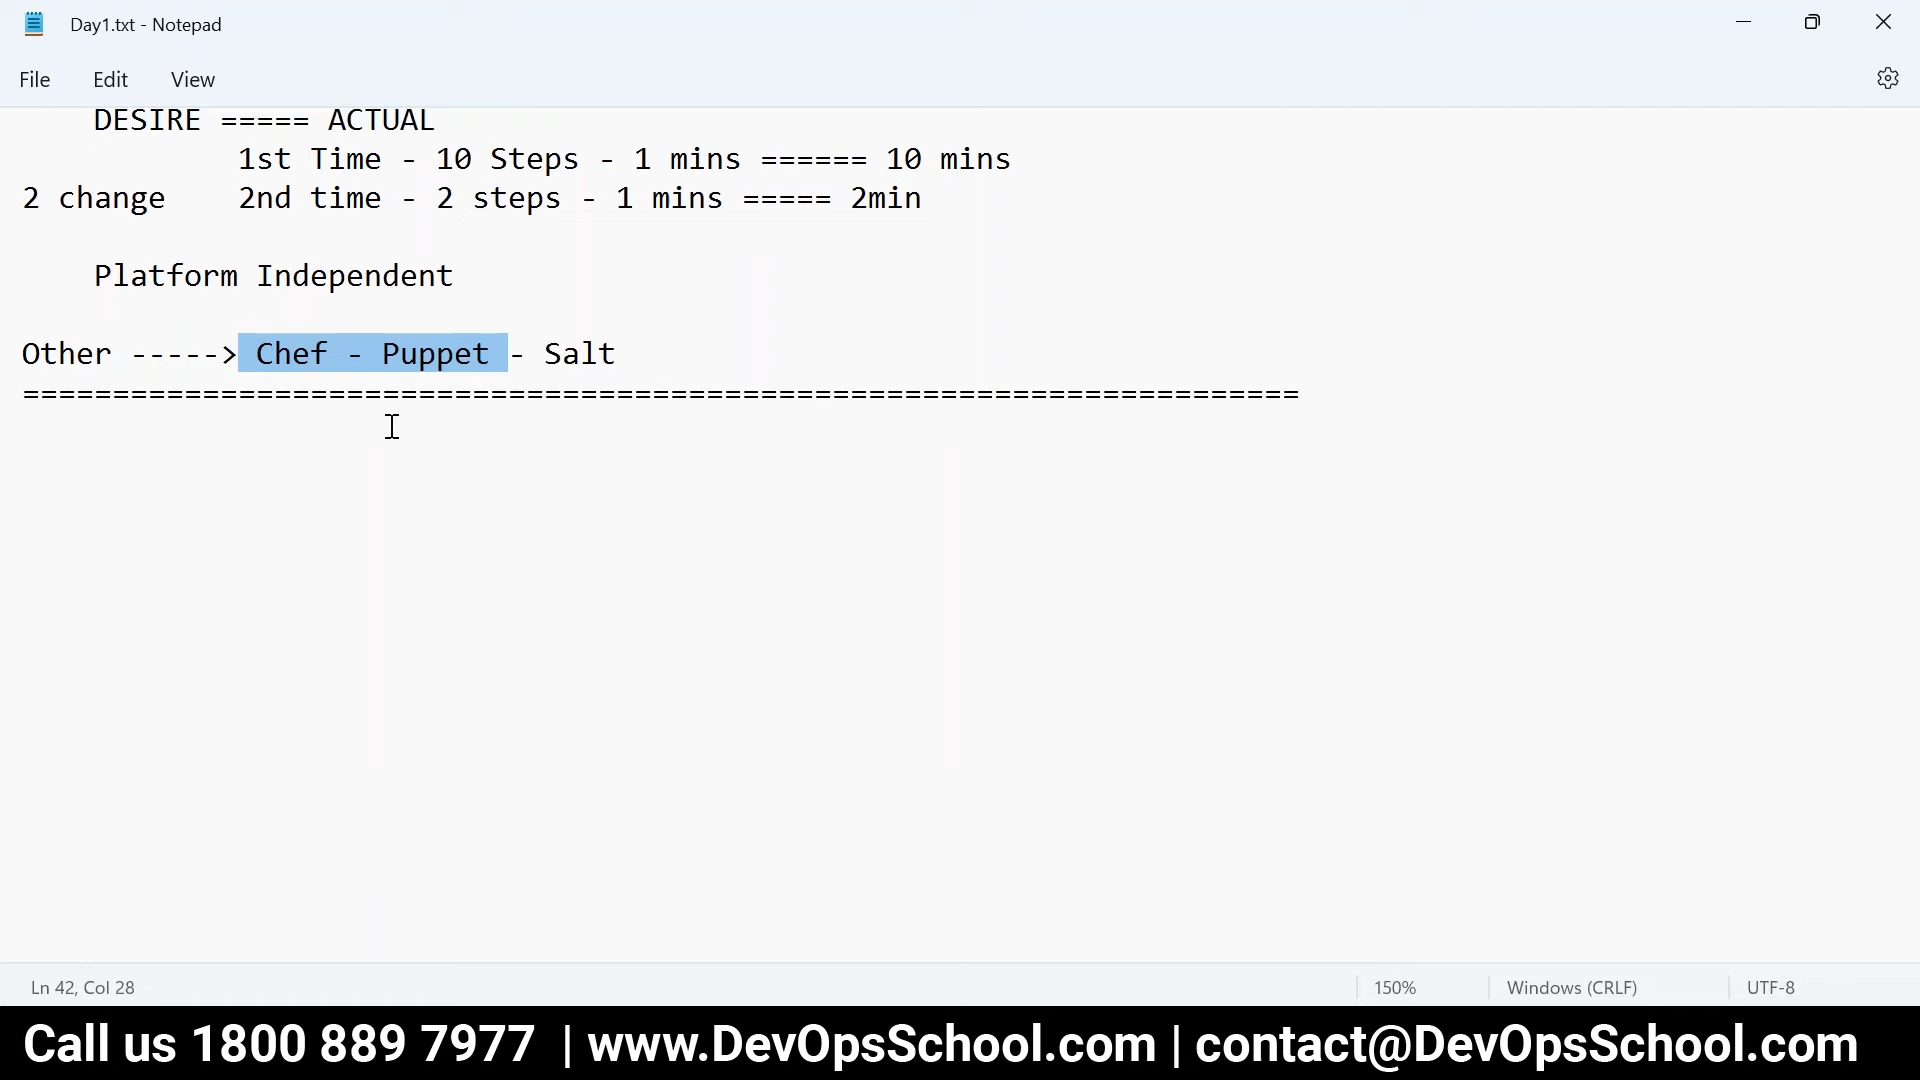 Day1.txt - Notepad
File Edit View
DESIRE ===== ACTUAL
1st Time - 10 Steps - 1 mins ====== 10 mins
2 change 2nd time - 2 steps - 1 mins ===== 2min
Platform Independent
Other -----> Chef - Puppet - Salt
=======================================================================
Ln 42, Col 28 150% Windows (CRLF) UTF-8
Call us 1800 889 7977 | www.DevOpsSchool.com | contact@DevOpsSchool.com